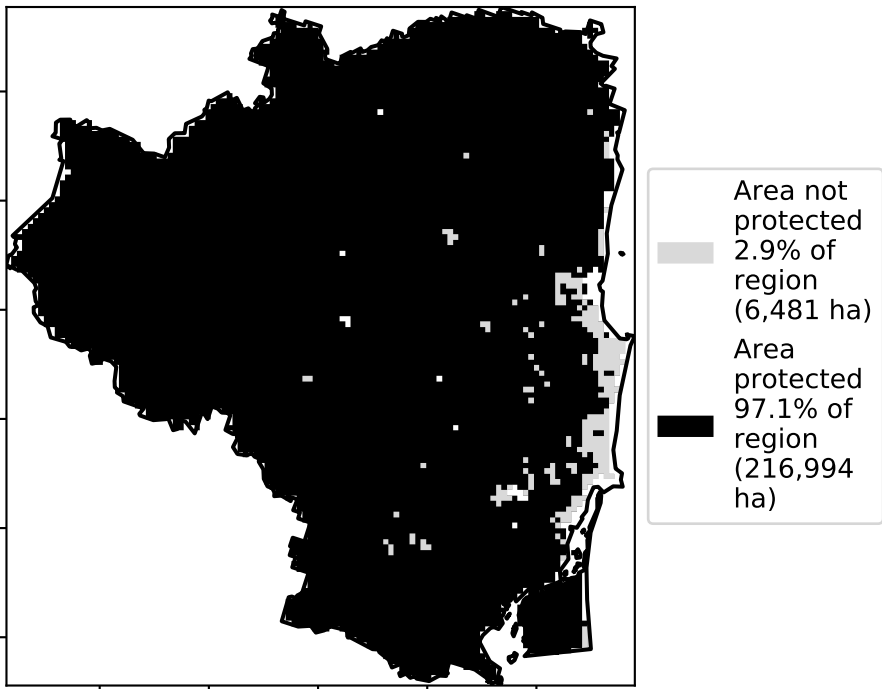 Area not
protected
2.9% of
region
(6,481 ha)
Area
protected
97.1% of
region
(216,994
ha)